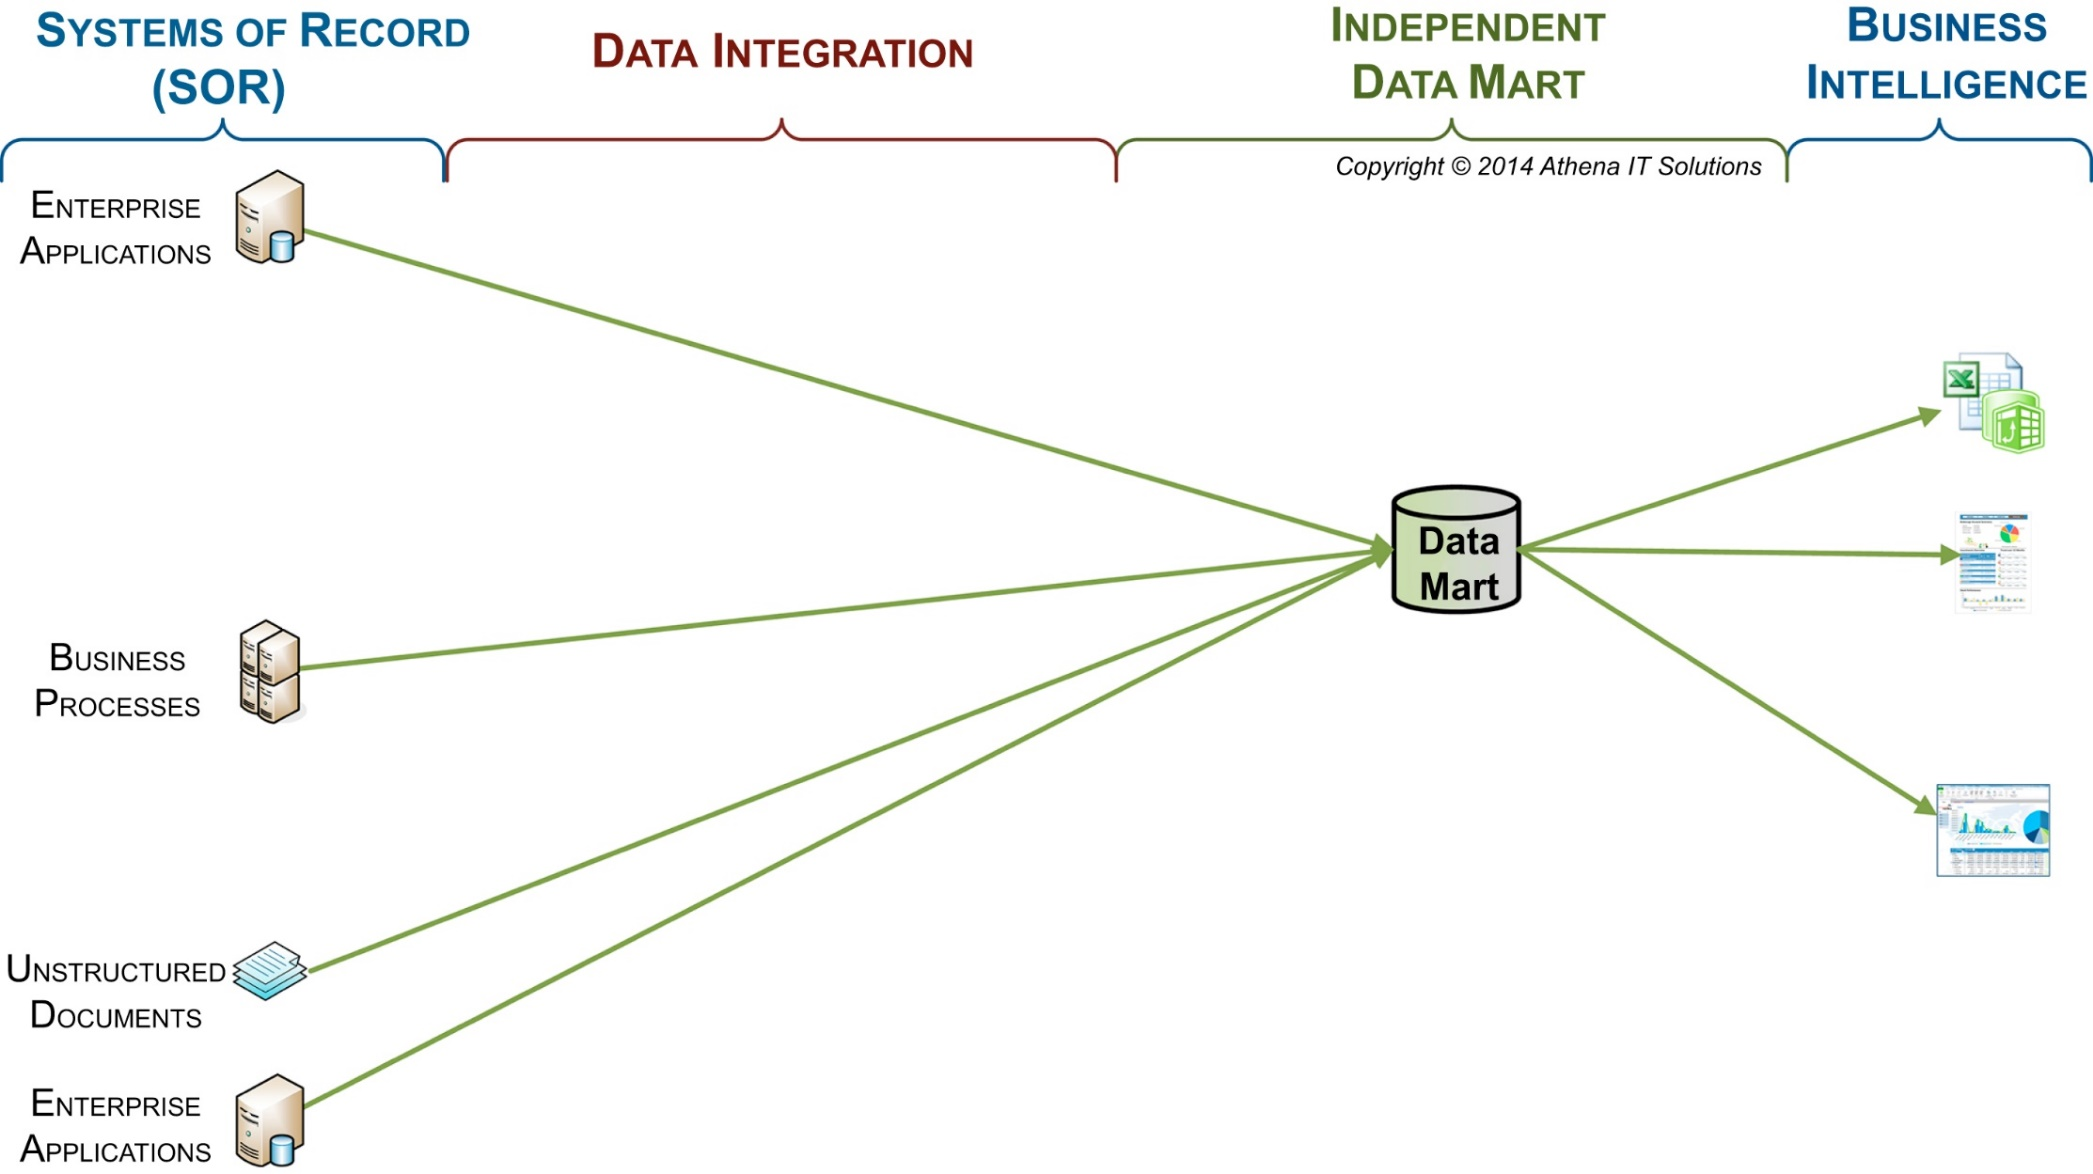 SYSTEMS OF RECORD
(SOR)
DATA INTEGRATION
INDEPENDENT
DATA MART
BUSINESS
INTELLIGENCE
Copyright © 2014 Athena IT Solutions
ENTERPRISE
APPLICATIONS
Data
Mart
BUSINESS
PROCESSES
UNSTRUCTURED
DOCUMENTS
ENTERPRISE
APPLICATIONS